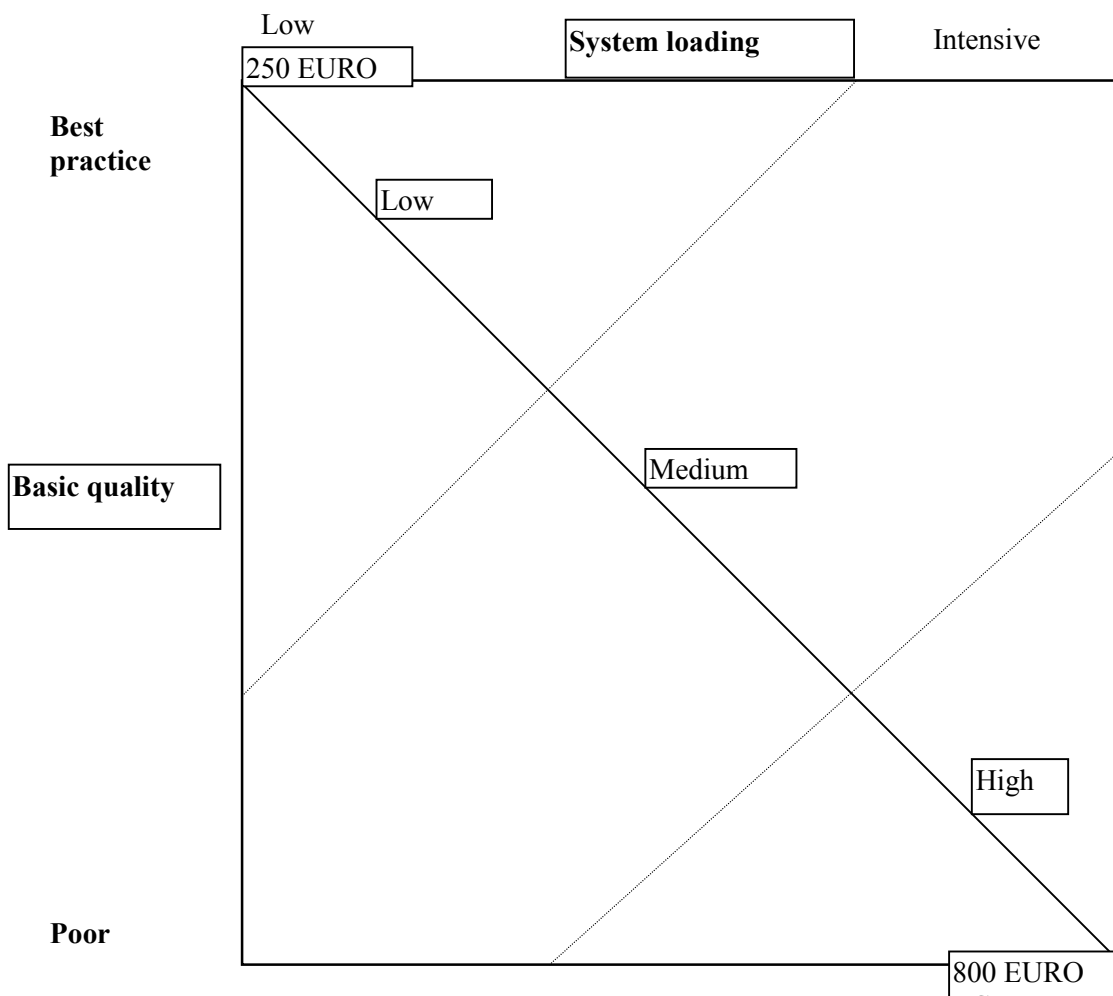 Low
System loading
Intensive
250 EURO
Best
practice
Low
Medium
Basic quality
High
Poor
800 EURO